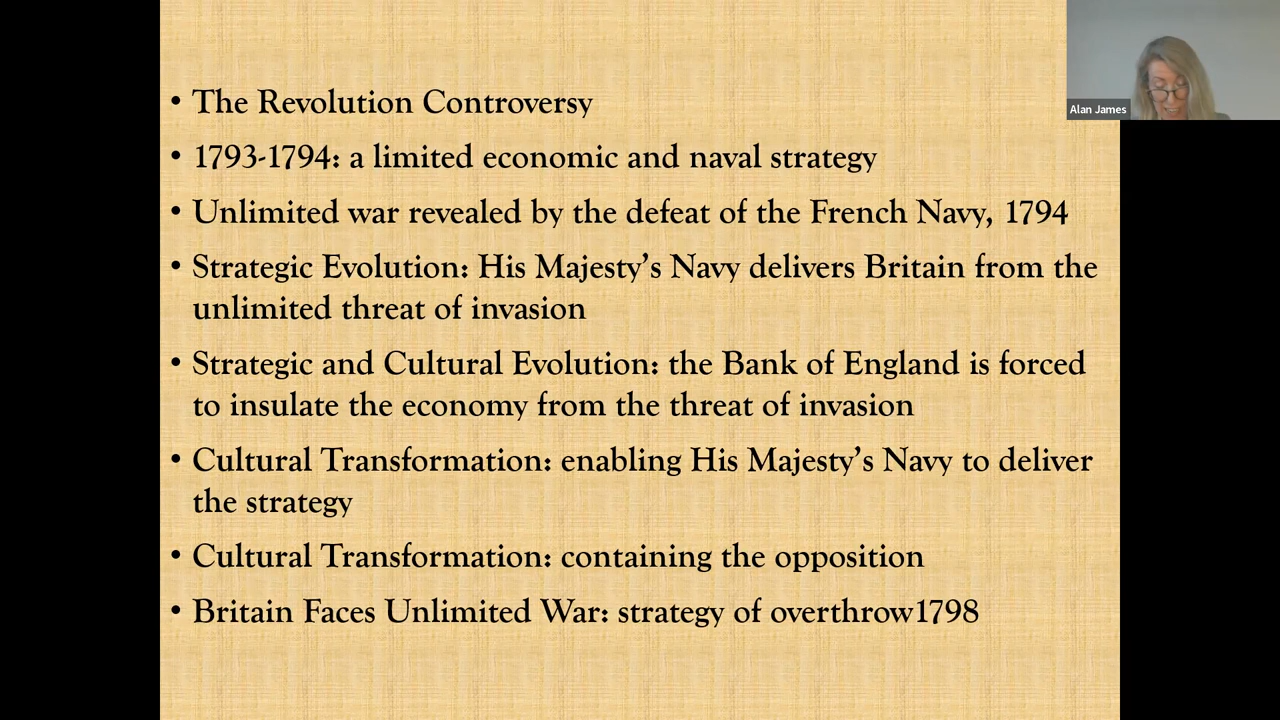 • The Revolution Controversy
• 1793-1794: a limited economic and naval strategy
• Unlimited war revealed by the defeat of the French Navy, 1794
• Strategic Evolution: His Majesty’s Navy delivers Britain from the
unlimited threat of invasion
• Strategic and Cultural Evolution: the Bank of England is forced
to insulate the economy from the threat of invasion
• Cultural Transformation: enabling His Majesty’s Navy to deliver
the strategy
• Cultural Transformation: containing the opposition
• Britain Faces Unlimited War: strategy of overthrow1798
Alan James